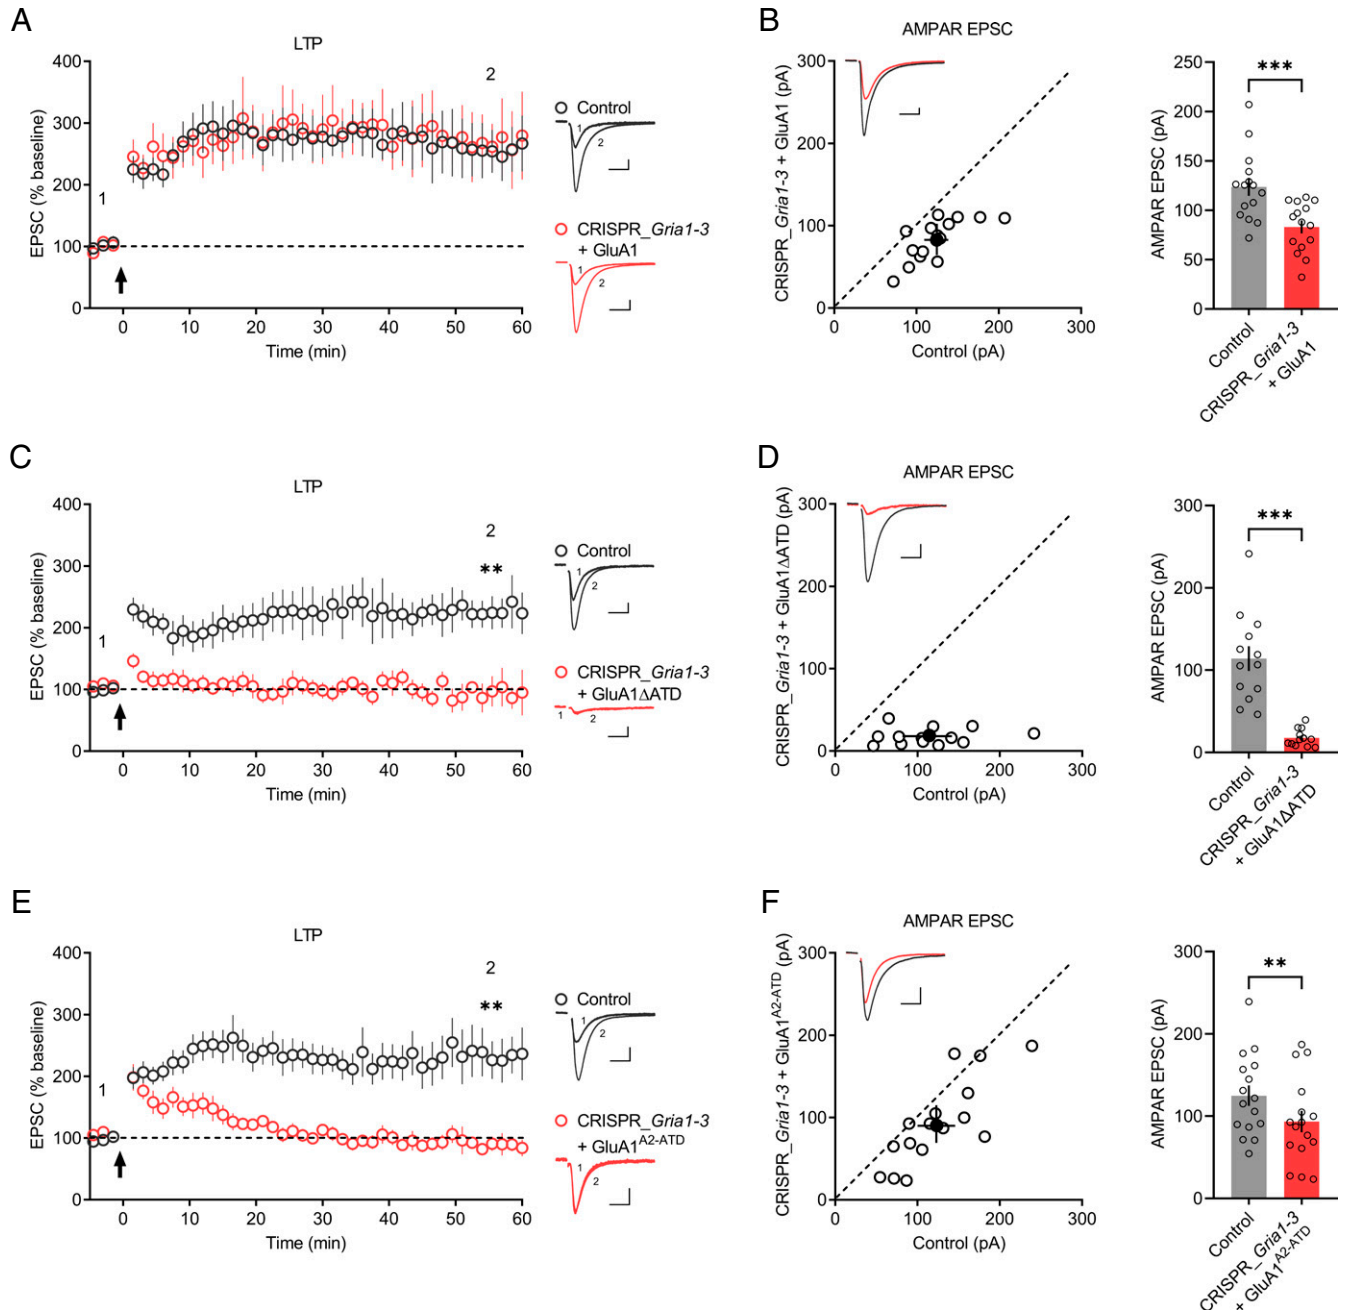 A
LTP
EPSC (% baseline)
400
300
200
100
0
1
2
0
10
20
30
40
50
60
Time (min)
Control
1
2
CRISPR_Gria1-3
+ GluA1
1
2
B
AMPAR EPSC
CRISPR_Gria1-3 + GluA1 (pA)
300
200
100
0
0
100
200
300
Control (pA)
AMPAR EPSC (pA)
250
200
150
100
50
0
***
Control
CRISPR_Gria1-3
+ GluA1
C
LTP
EPSC (% baseline)
400
300
200
100
0
1
2
**
0
10
20
30
40
50
60
Time (min)
Control
1
2
CRISPR_Gria1-3
+ GluA1ΔATD
1
2
D
AMPAR EPSC
CRISPR_Gria1-3 + GluA1ΔATD (pA)
300
200
100
0
0
100
200
300
Control (pA)
AMPAR EPSC (pA)
300
200
100
0
***
Control
CRISPR_Gria1-3
+ GluA1ΔATD
E
LTP
EPSC (% baseline)
400
300
200
100
0
1
2
**
0
10
20
30
40
50
60
Time (min)
Control
1
2
CRISPR_Gria1-3
+ GluA1A2-ATD
1
2
F
AMPAR EPSC
CRISPR_Gria1-3 + GluA1A2-ATD (pA)
300
200
100
0
0
100
200
300
Control (pA)
AMPAR EPSC (pA)
300
200
100
0
**
Control
CRISPR_Gria1-3
+ GluA1A2-ATD